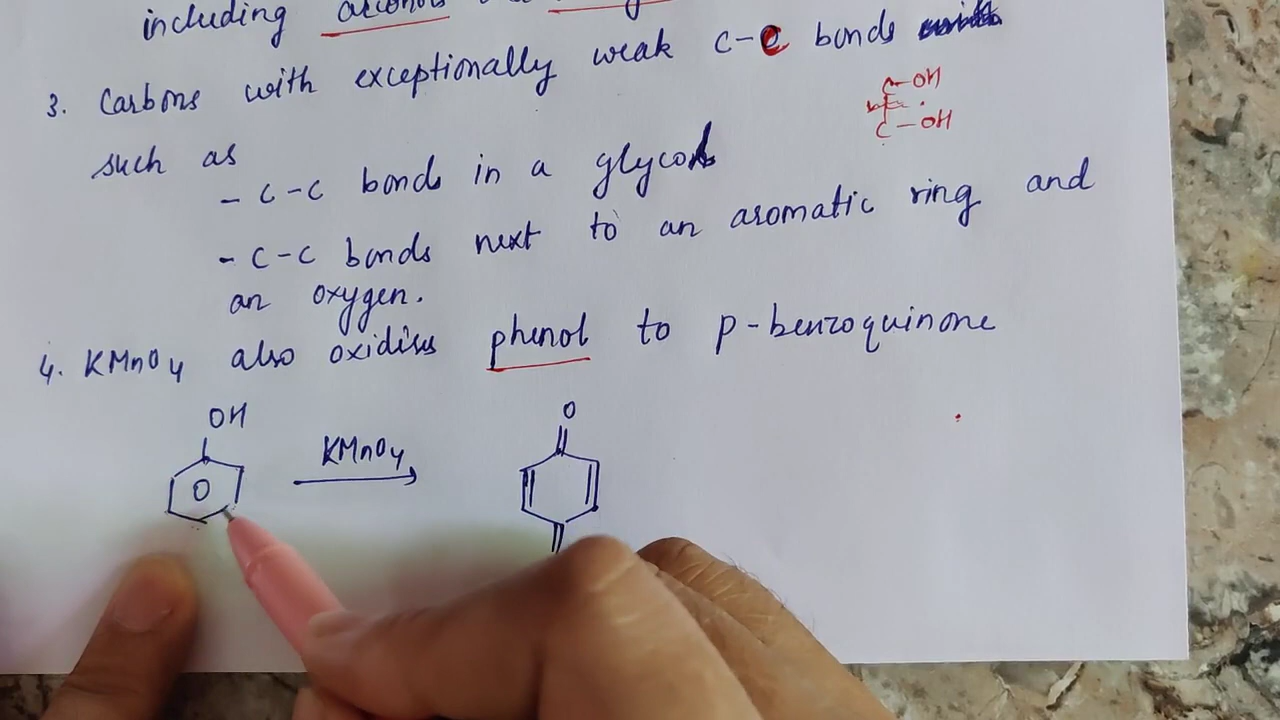 including alcohols
3. Carbons with exceptionally weak C-C bonds
C-OH
C-OH
such as
- C-C bonds in a glycol
- C-C bonds next to an aromatic ring and
an oxygen.
4. KMnO4 also oxidises phenol to p-benzoquinone
OH
KMnO4
O
O